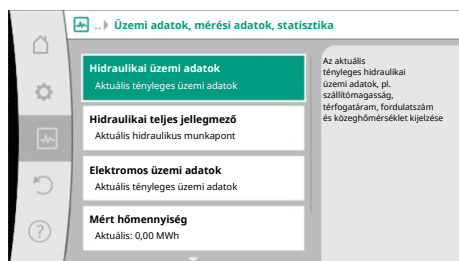 .. Üzemi adatok, mérési adatok, statisztika
Hidraulikai üzemi adatok
Aktuális tényleges üzemi adatok
Hidraulikai teljes jellegmező
Aktuális hidraulikus munkapont
Elektromos üzemi adatok
Aktuális tényleges üzemi adatok
Mért hőmennyiség
Aktuális: 0,00 MWh
Az aktuális
tényleges hidraulikai
üzemi adatok, pl.
szállítómagasság,
térfogatáram, fordulatszám
és közeghőmérséklet kijelzése
?